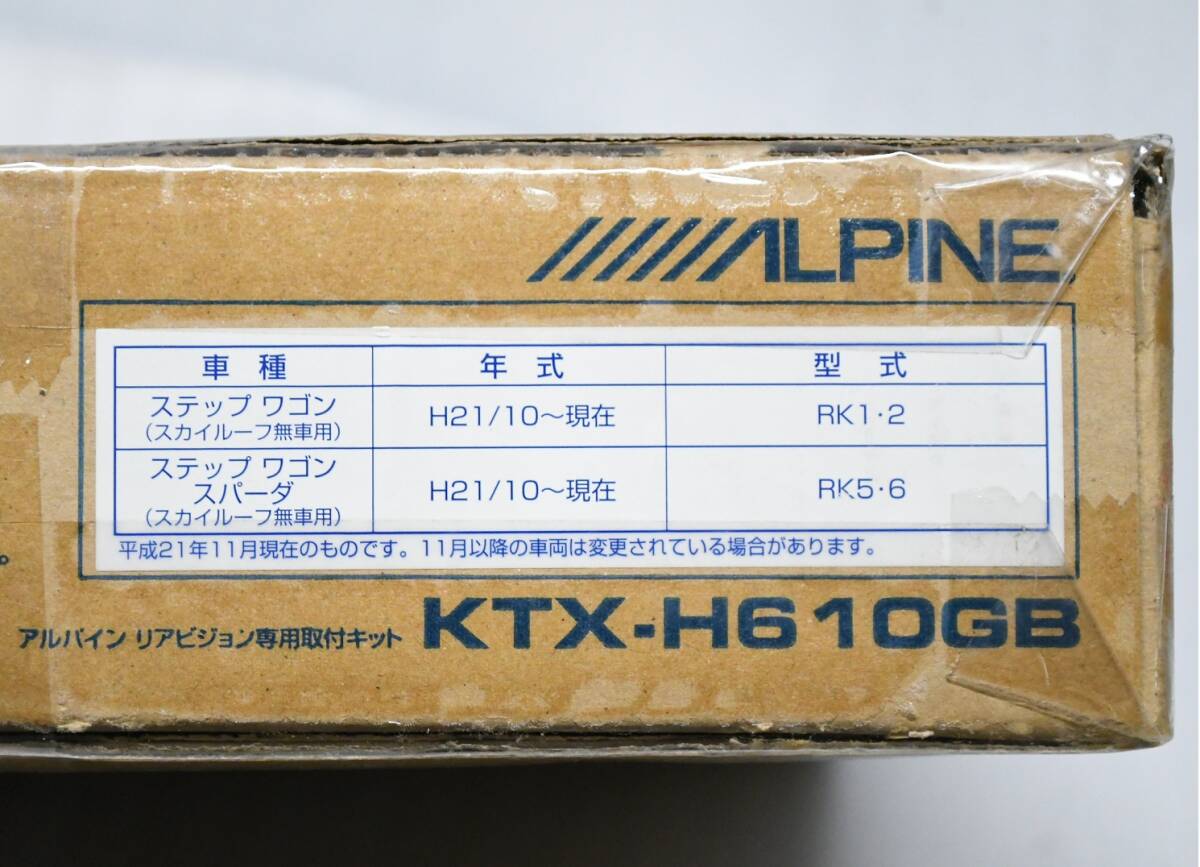 ALPINE
車種 年式 型式
ステップ ワゴン
(スカイルーフ無車用) H21/10～現在 RK1・2
ステップ ワゴン
スパーダ
(スカイルーフ無車用) H21/10～現在 RK5・6
平成21年11月現在のものです。11月以降の車両は変更されている場合があります。
。
アルパイン リアビジョン専用取付キット KTX-H610GB